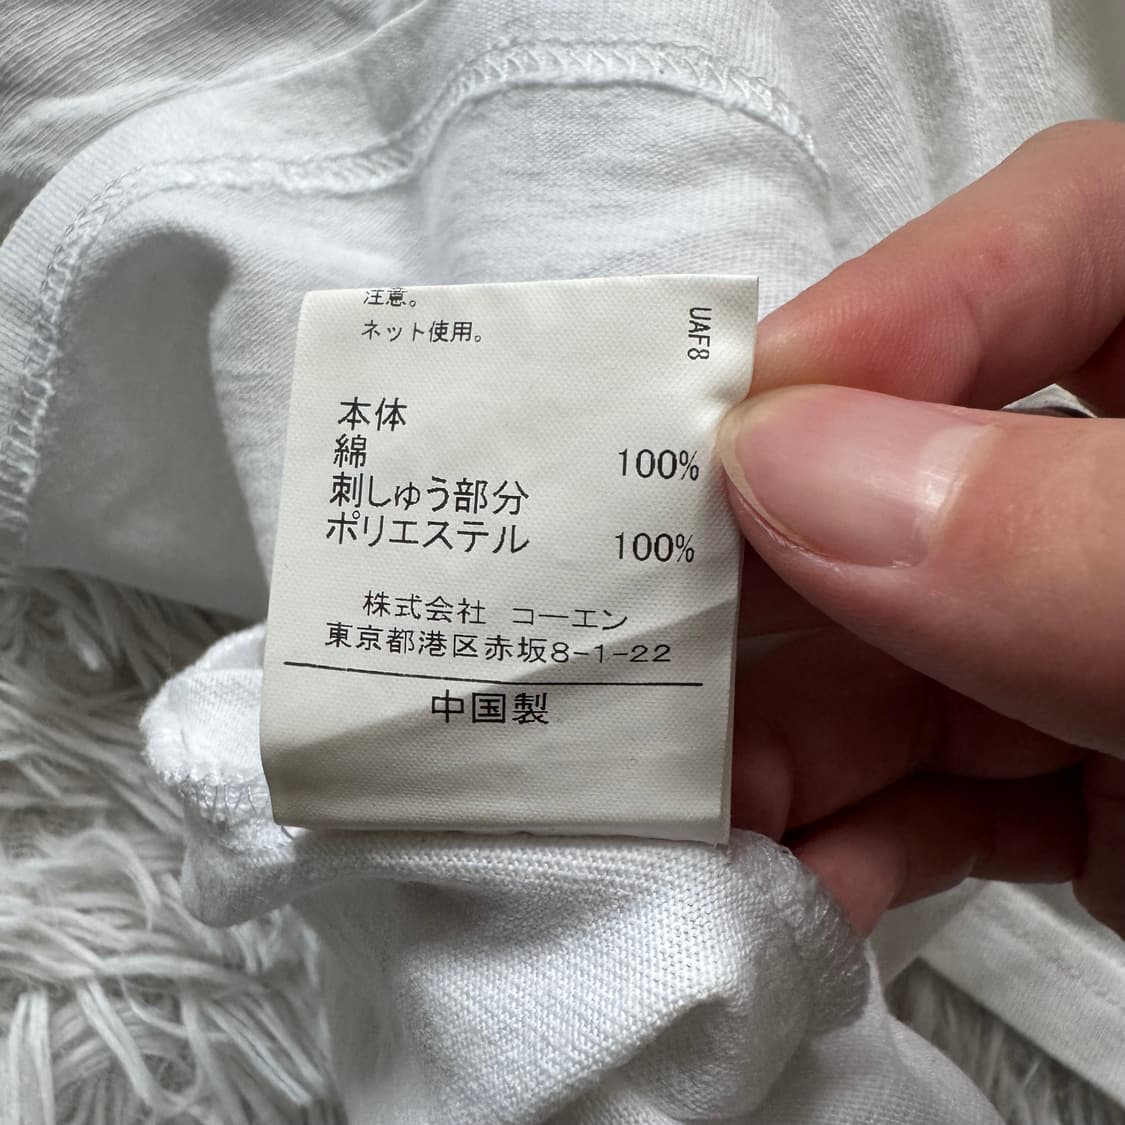 注意。
ネット使用。
UAF8
本体
綿 100%
刺しゅう部分
ポリエステル 100%
株式会社 コーエン
東京都港区赤坂8-1-22
中国製